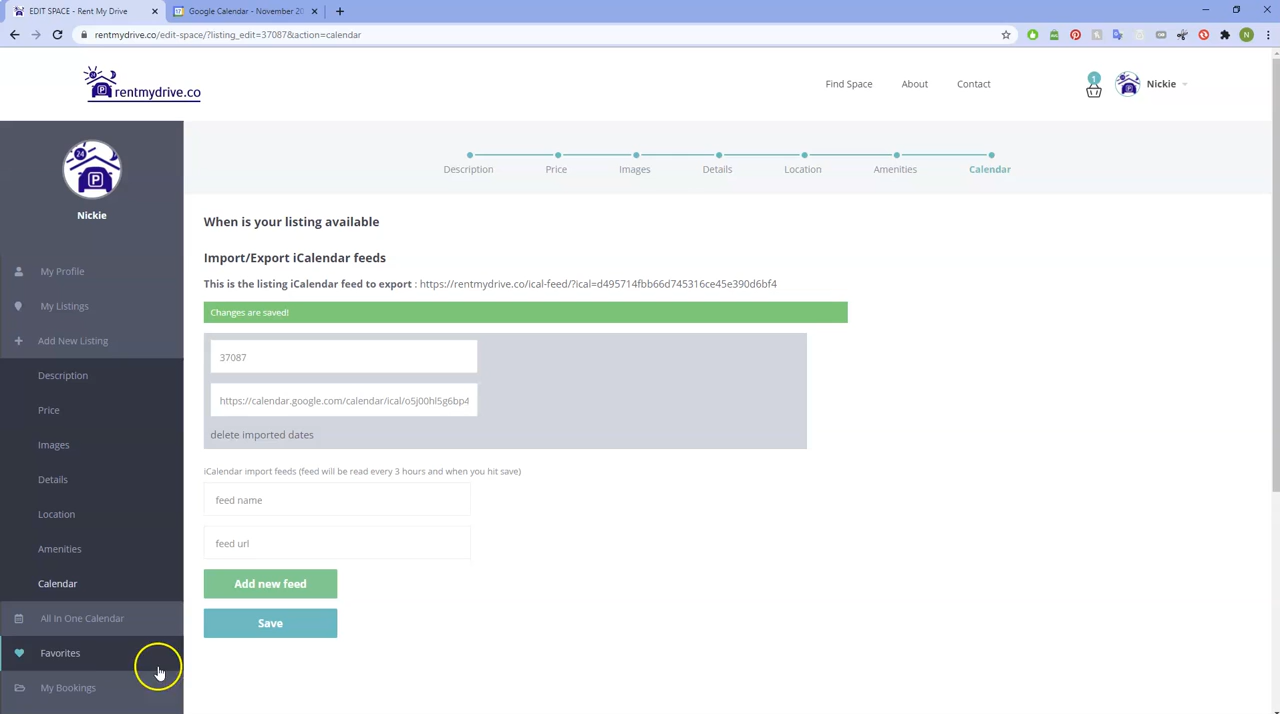 EDIT SPACE - Rent My Drive
Google Calendar - November 20
rentmydrive.co/edit-space/?listing_edit=37087&action=calendar
N
24
P
rentmydrive.co
Find Space
About
Contact
1
Nickie
24
P
Nickie
Description
Price
Images
Details
Location
Amenities
Calendar
When is your listing available
Import/Export iCalendar feeds
This is the listing iCalendar feed to export : https://rentmydrive.co/ical-feed/?ical=d495714fbb66d745316ce45e390d6bf4
Changes are saved!
37087
https://calendar.google.com/calendar/ical/o5j00hl5g6bp4
delete imported dates
iCalendar import feeds (feed will be read every 3 hours and when you hit save)
feed name
feed url
Add new feed
Save
My Profile
My Listings
Add New Listing
Description
Price
Images
Details
Location
Amenities
Calendar
All In One Calendar
Favorites
My Bookings